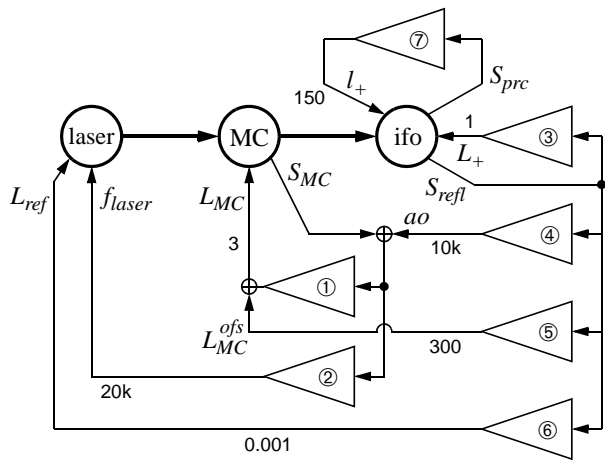 ⑦
l₊
S_prc
150
laser
MC
ifo
1
③
L₊
L_ref
f_laser
L_MC
S_MC
S_refl
ao
3
10k
④
①
L_MC^ofs
300
⑤
②
20k
⑥
0.001